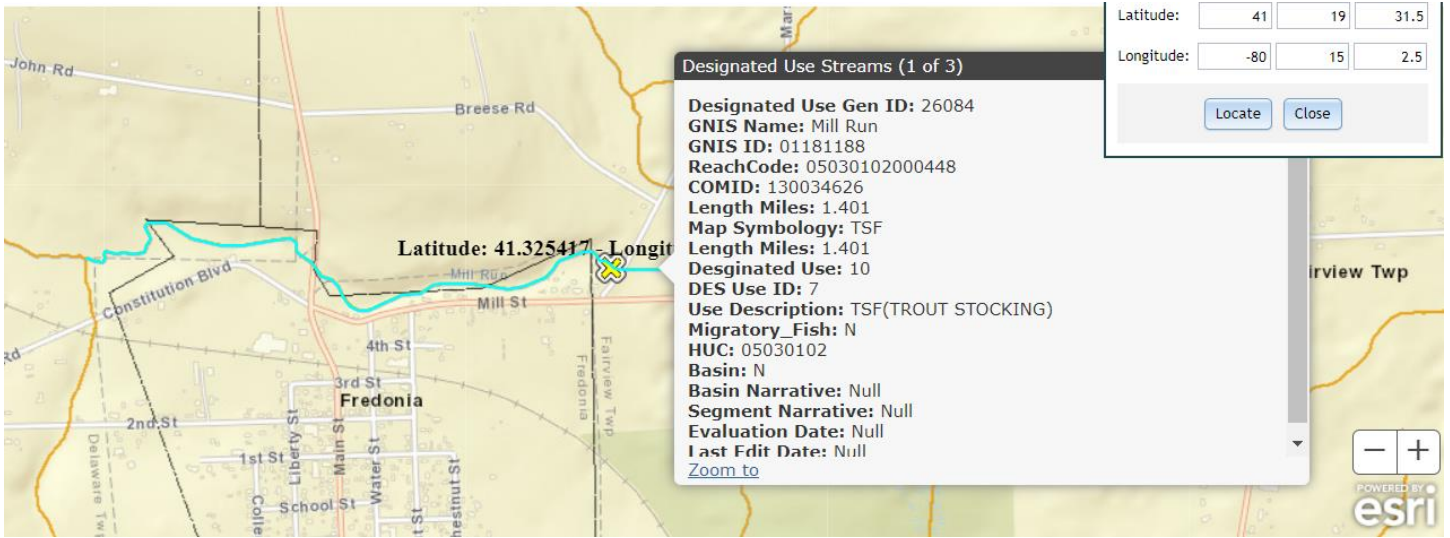 Latitude: 41 19 31.5
Longitude: -80 15 2.5
Locate Close
John Rd
Breese Rd
Designated Use Streams (1 of 3)
Designated Use Gen ID: 26084
GNIS Name: Mill Run
GNIS ID: 01181188
ReachCode: 05030102000448
COMID: 130034626
Length Miles: 1.401
Map Symbology: TSF
Length Miles: 1.401
Desginated Use: 10
DES Use ID: 7
Use Description: TSF(TROUT STOCKING)
Migratory_Fish: N
HUC: 05030102
Basin: N
Basin Narrative: Null
Segment Narrative: Null
Evaluation Date: Null
Last Edit Date: Null
Zoom to
Latitude: 41.325417 - Longit
Mill Run
Constitution Blvd
Mill St
irview Twp
4th St
3rd St
Fredonia
2nd St
1st St
School St
Liberty St
Main St
Water St
Delaware Tw
Colle
hestnut St
Fredonia
Fairview Twp
POWERED BY
esri